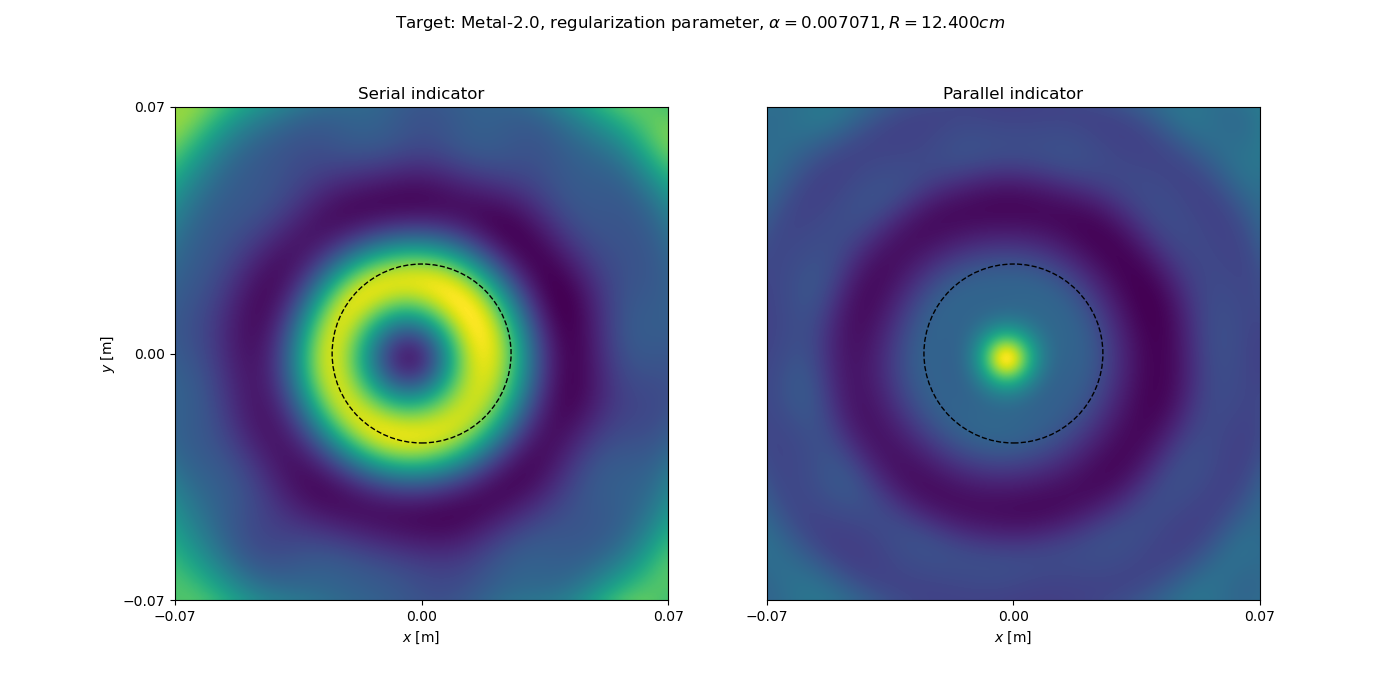 Target: Metal-2.0, regularization parameter, α = 0.007071, R = 12.400cm
Serial indicator
Parallel indicator
0.07
0.00
−0.07
y [m]
−0.07
0.00
0.07
−0.07
0.00
0.07
x [m]
x [m]